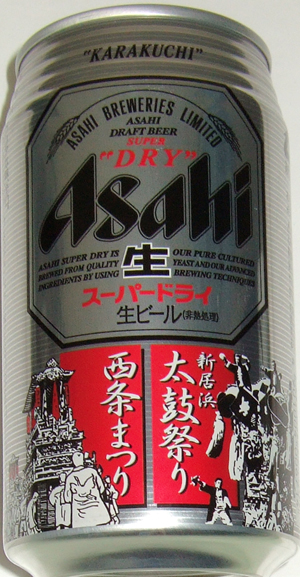 "KARAKUCHI"
ASAHI BREWERIES LIMITED
ASAHI
DRAFT BEER
SUPER
"DRY"
Asahi
ASAHI SUPER DRY IS
BREWED FROM QUALITY
INGREDIENTS BY USING
生
OUR PURE CULTURED
YEAST AND OUR ADVANCED
BREWING TECHNIQUES
スーパードライ
生ビール(非熱処理)
新居浜
太鼓祭り
西条まつり